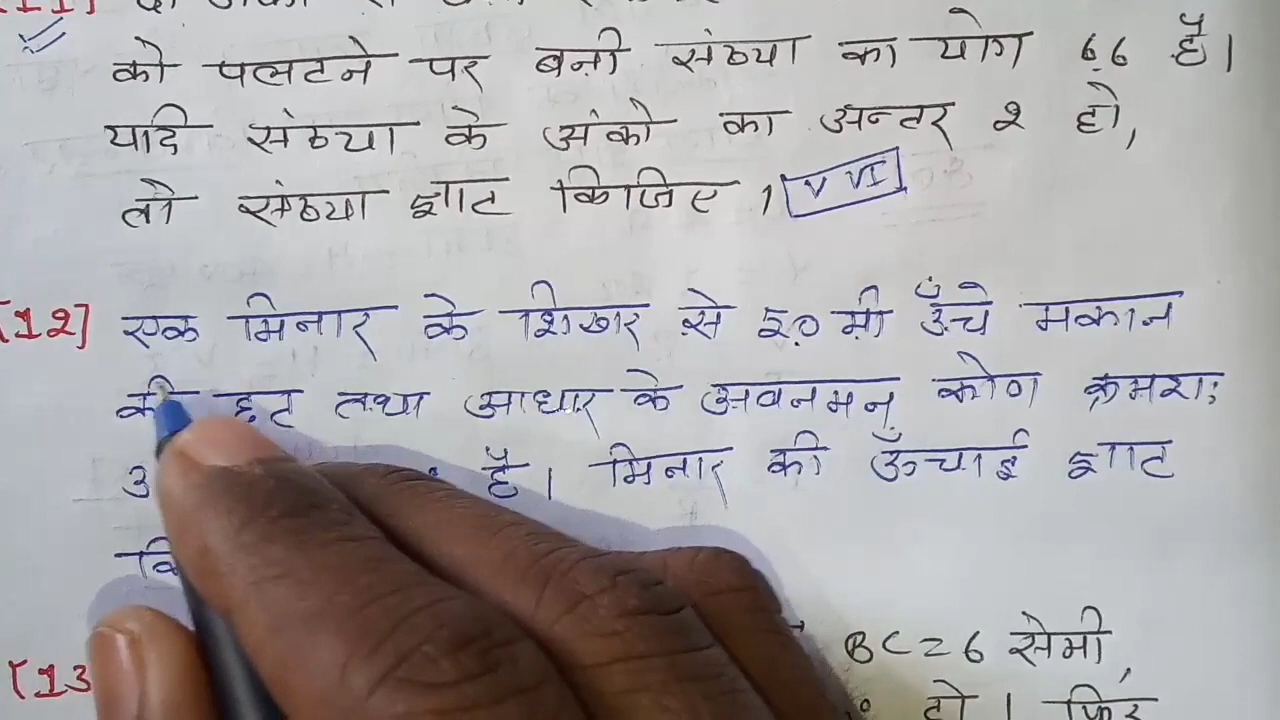 को पलटने पर बनी संख्या का योग 66 है।
यदि संख्या के अंको का अन्तर 2 हो,
तो संख्या ज्ञात किजिए । V VI
[12] एक मिनार के शिखर से 50 मी ऊँचे मकान
की छत तथा आधार के अवनमन कोण क्रमशः
है। मिनार की ऊँचाई ज्ञात
[13
BC = 6 सेमी,
हो। फिर